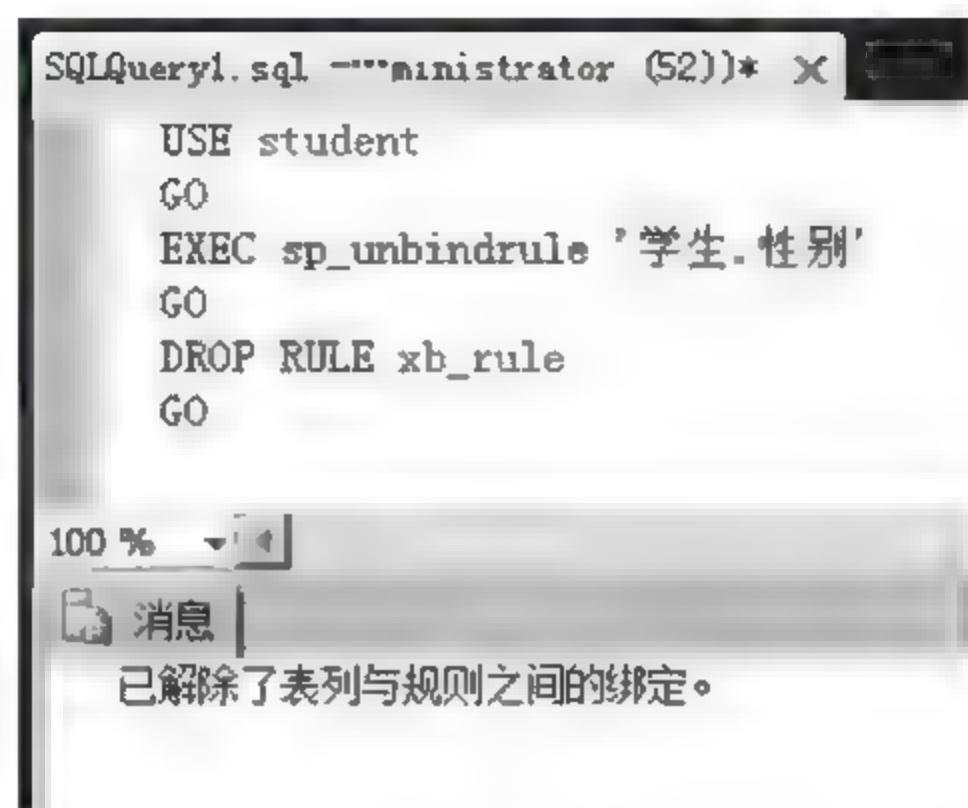 SQLQuery1.sql -...ministrator (52))* X
USE student
GO
EXEC sp_unbindrule '学生.性别'
GO
DROP RULE xb_rule
GO
100 %
消息
已解除了表列与规则之间的绑定。